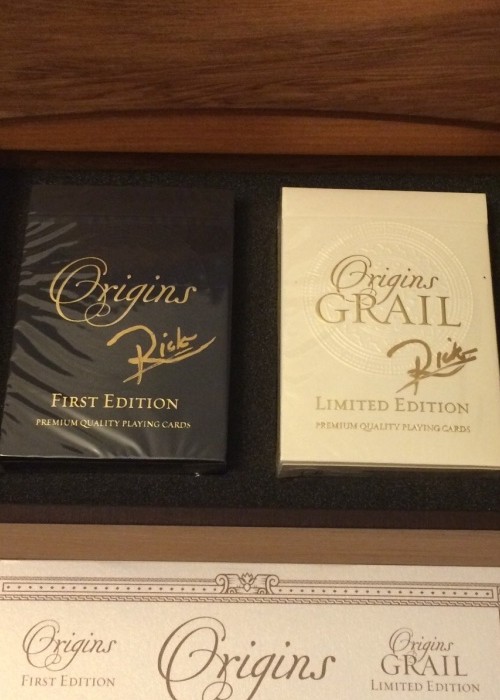 Origins
Rick
FIRST EDITION
PREMIUM QUALITY PLAYING CARDS
Origins
GRAIL
Rick
LIMITED EDITION
PREMIUM QUALITY PLAYING CARDS
Origins
FIRST EDITION
Origins
Origins
GRAIL
LIMITED EDITION